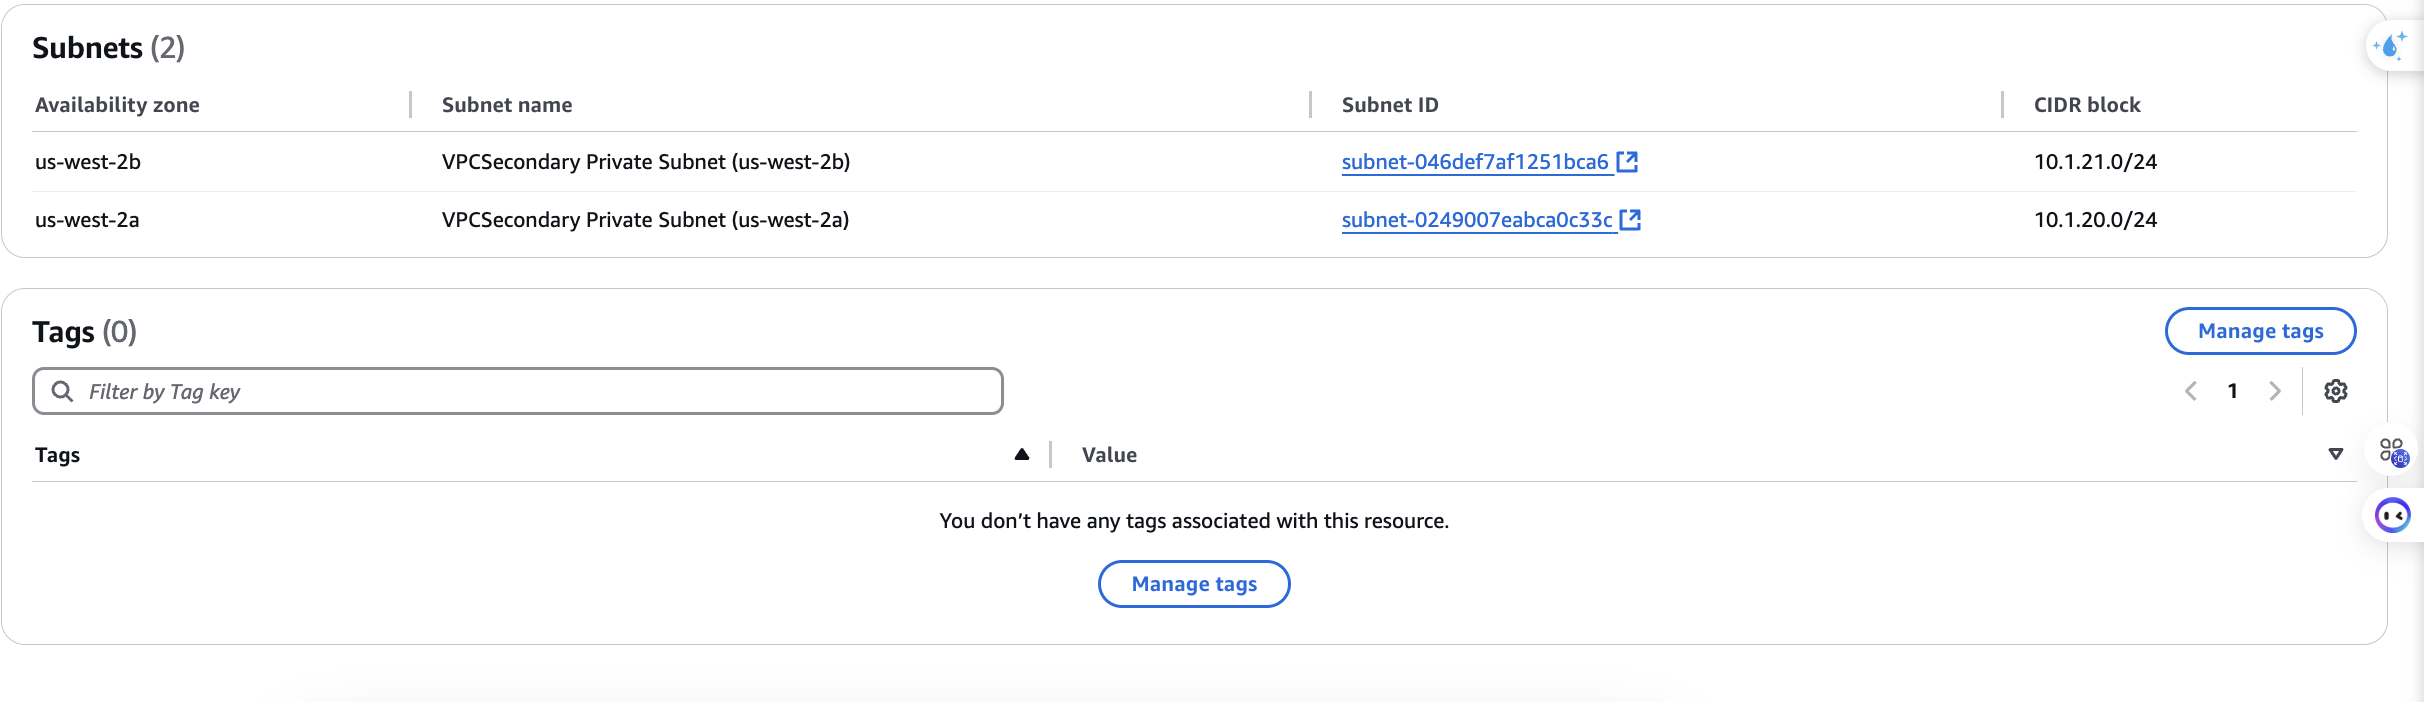 Subnets (2)
Availability zone Subnet name Subnet ID CIDR block
us-west-2b VPCSecondary Private Subnet (us-west-2b) subnet-046def7af1251bca6 10.1.21.0/24
us-west-2a VPCSecondary Private Subnet (us-west-2a) subnet-0249007eabca0c33c 10.1.20.0/24
Tags (0)
Manage tags
Filter by Tag key
1
Tags Value
You don’t have any tags associated with this resource.
Manage tags